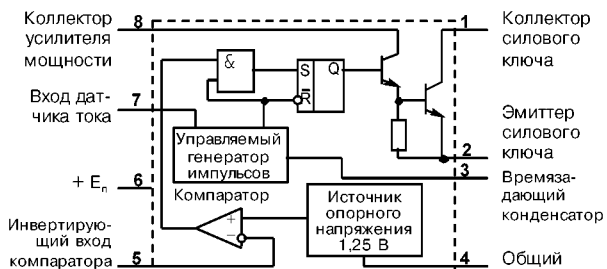 Коллектор
усилителя
мощности
8
1
Коллектор
силового
ключа
&
S
Q
R
Вход дат-
чика тока
7
Управляемый
генератор
импульсов
Эмиттер
силового
ключа
2
3
Времяза-
дающий
конденсатор
+ Eп
6
Компаратор
Инвертирую-
щий вход
компаратора
5
+
−
Источник
опорного
напряжения
1,25 В
4
Общий